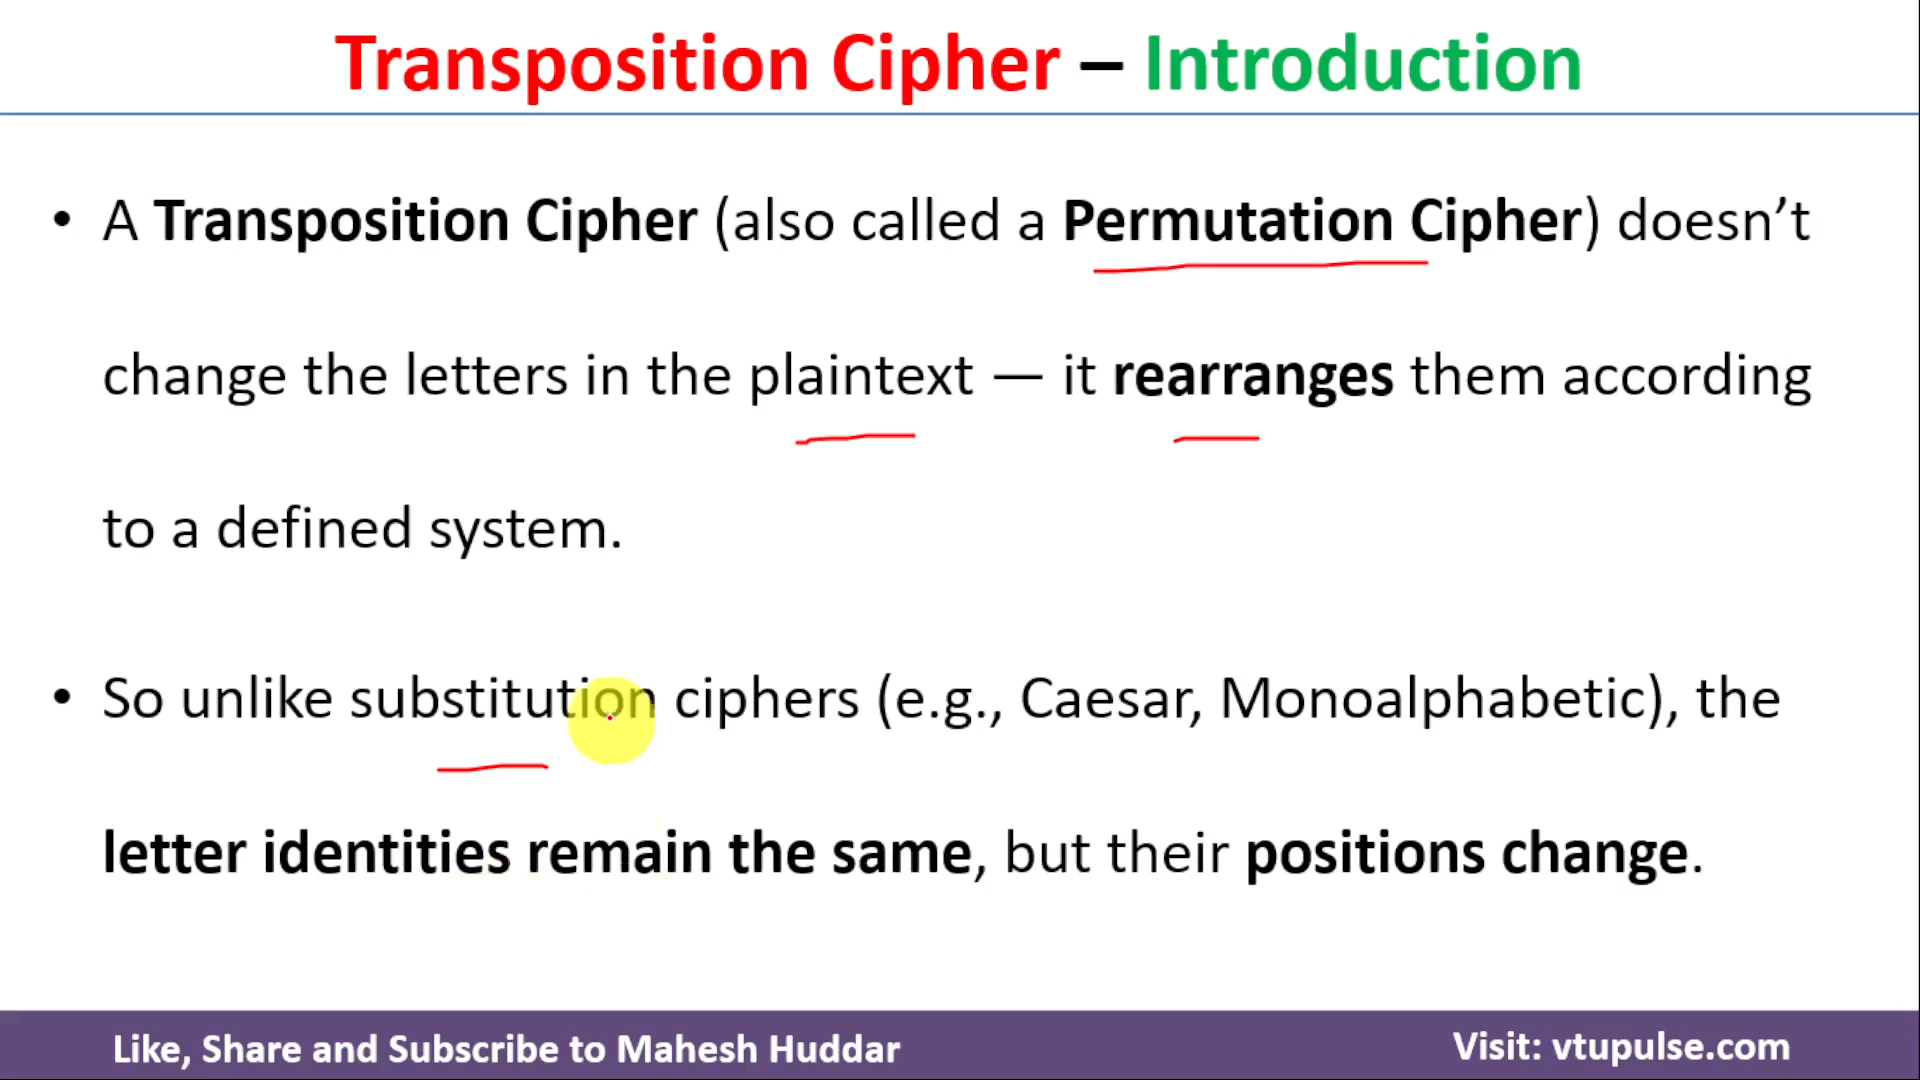 Transposition Cipher – Introduction
• A Transposition Cipher (also called a Permutation Cipher) doesn’t
change the letters in the plaintext — it rearranges them according
to a defined system.
• So unlike substitution ciphers (e.g., Caesar, Monoalphabetic), the
letter identities remain the same, but their positions change.
Like, Share and Subscribe to Mahesh Huddar
Visit: vtupulse.com